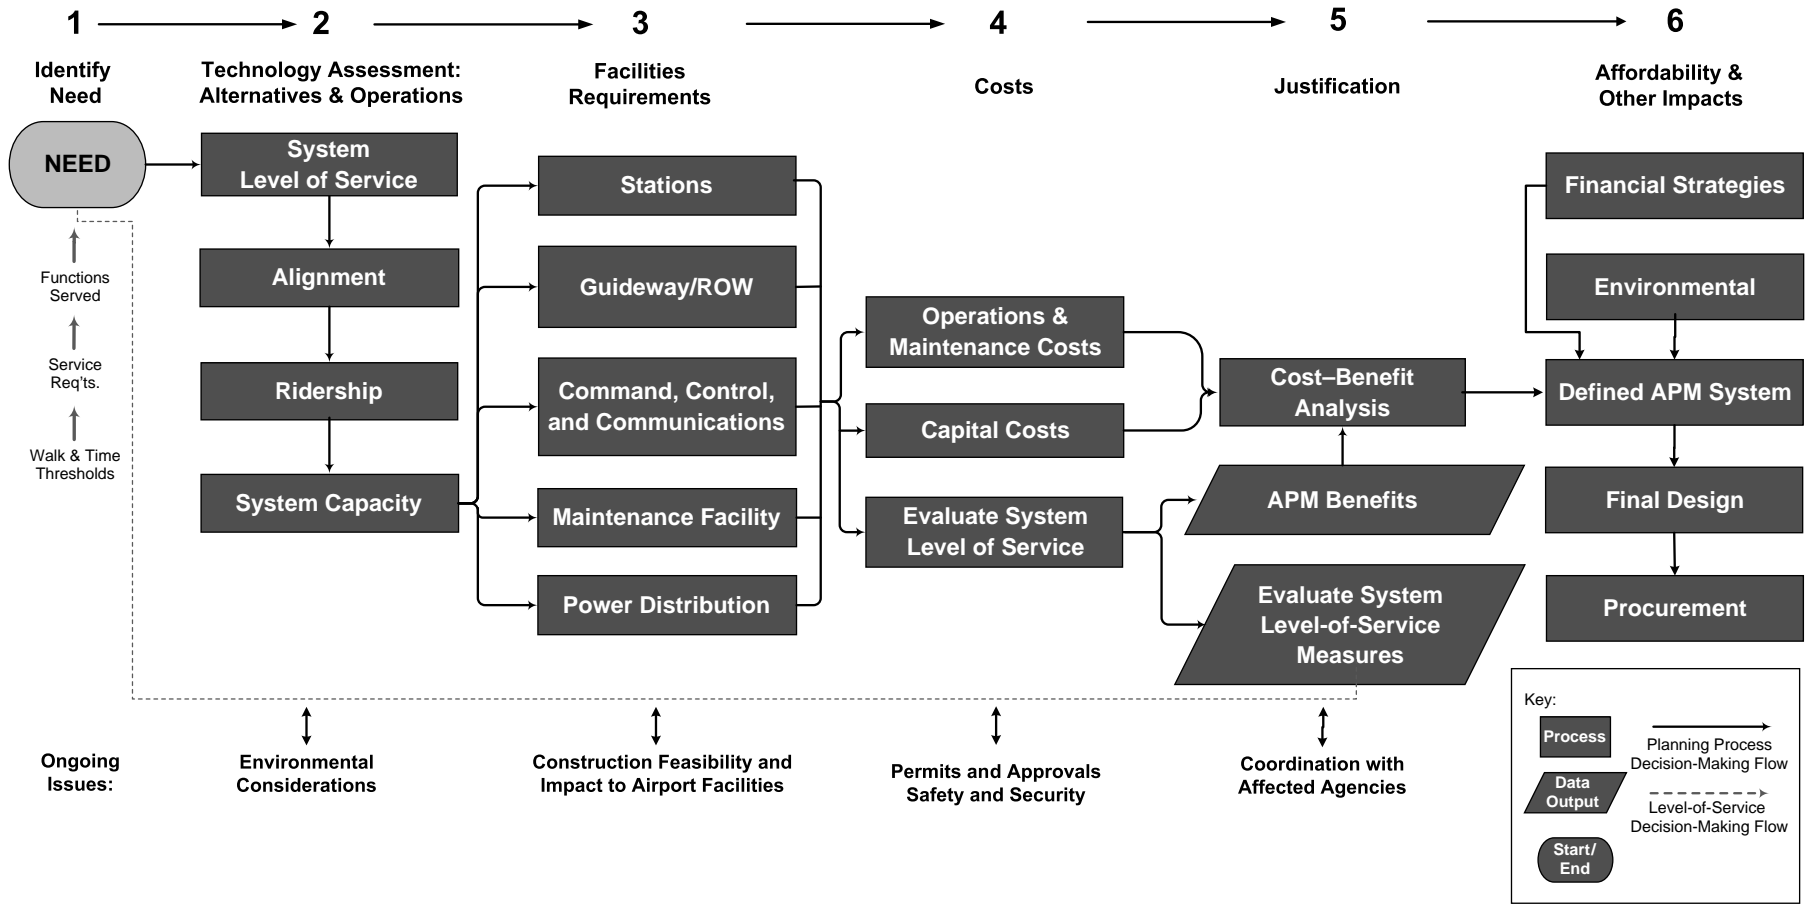 1
2
3
4
5
6
Identify
Need
Technology Assessment:
Alternatives & Operations
Facilities
Requirements
Costs
Justification
Affordability &
Other Impacts
NEED
Functions
Served
Service
Req'ts.
Walk & Time
Thresholds
System
Level of Service
Alignment
Ridership
System Capacity
Stations
Guideway/ROW
Command, Control,
and Communications
Maintenance Facility
Power Distribution
Operations &
Maintenance Costs
Capital Costs
Evaluate System
Level of Service
Cost–Benefit
Analysis
APM Benefits
Evaluate System
Level-of-Service
Measures
Financial Strategies
Environmental
Defined APM System
Final Design
Procurement
Ongoing
Issues:
Environmental
Considerations
Construction Feasibility and
Impact to Airport Facilities
Permits and Approvals
Safety and Security
Coordination with
Affected Agencies
Key:
Process
Planning Process
Decision-Making Flow
Data
Output
Level-of-Service
Decision-Making Flow
Start/
End